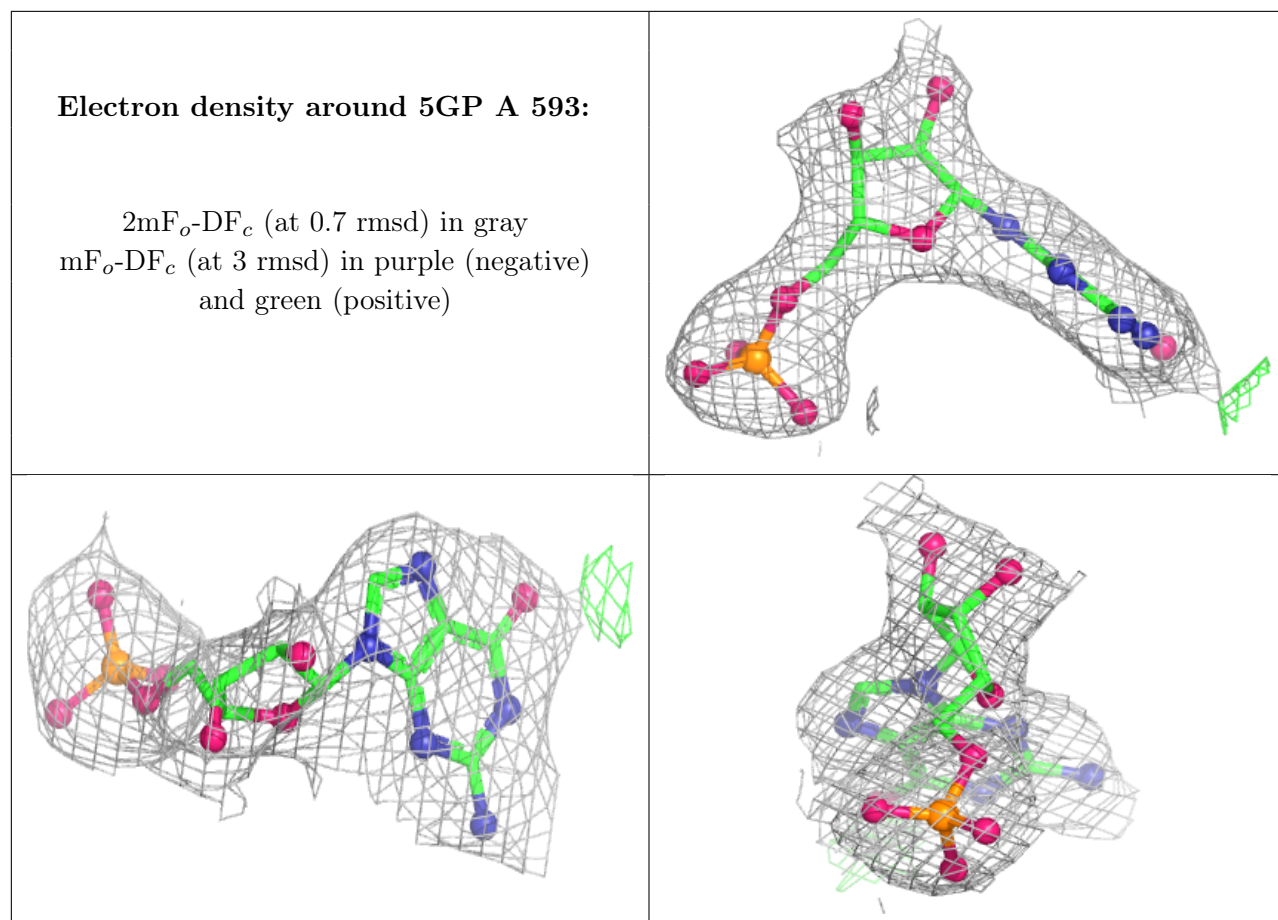 Electron density around 5GP A 593:
2mFo-DFc (at 0.7 rmsd) in gray
mFo-DFc (at 3 rmsd) in purple (negative)
and green (positive)